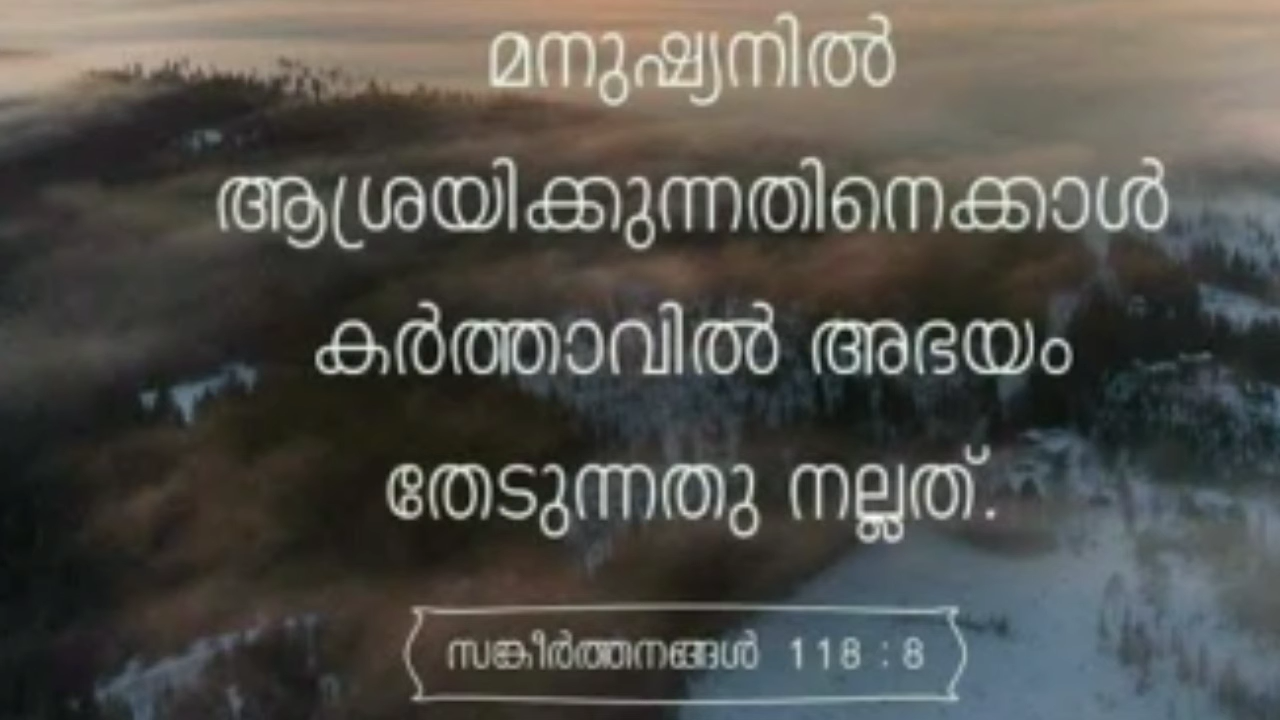 മനുഷ്യനിൽ
ആശ്രയിക്കുന്നതിനെക്കാൾ
കർത്താവിൽ അഭയം
തേടുന്നതു നല്ലത്.
സങ്കീർത്തനങ്ങൾ 118 : 8